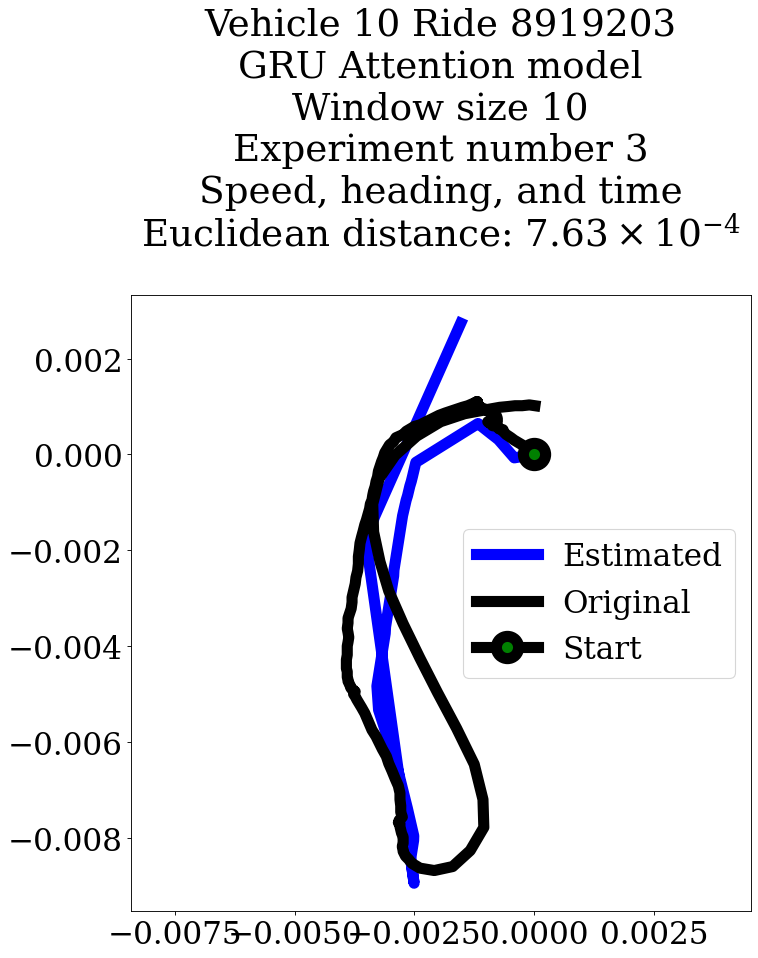 Vehicle 10 Ride 8919203
GRU Attention model
Window size 10
Experiment number 3
Speed, heading, and time
Euclidean distance: 7.63 × 10⁻⁴
0.002
0.000
−0.002
−0.004
−0.006
−0.008
Estimated
Original
Start
−0.0075 −0.0050 −0.0025 0.0000 0.0025